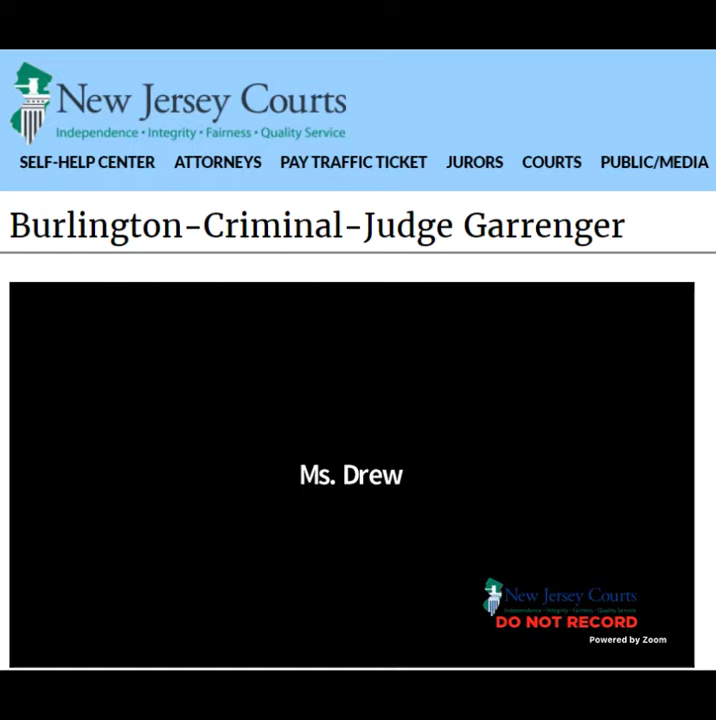 New Jersey Courts
Independence • Integrity • Fairness • Quality Service
SELF-HELP CENTER ATTORNEYS PAY TRAFFIC TICKET JURORS COURTS PUBLIC/MEDIA
Burlington-Criminal-Judge Garrenger
Ms. Drew
New Jersey Courts
Independence • Integrity • Fairness • Quality Service
DO NOT RECORD
Powered by Zoom